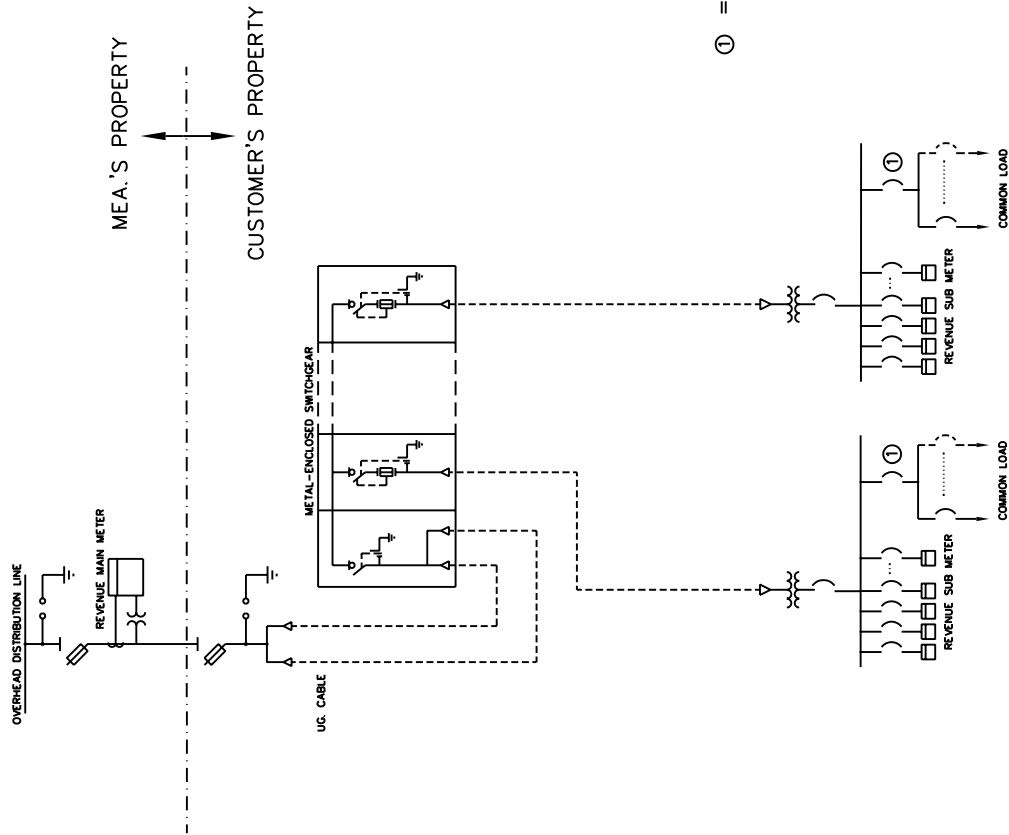 OVERHEAD DISTRIBUTION LINE
REVENUE MAIN METER
MEA.'S PROPERTY
CUSTOMER'S PROPERTY
METAL-ENCLOSED SWITCHGEAR
UG. CABLE
① =
①
REVENUE SUB METER
COMMON LOAD
①
REVENUE SUB METER
COMMON LOAD